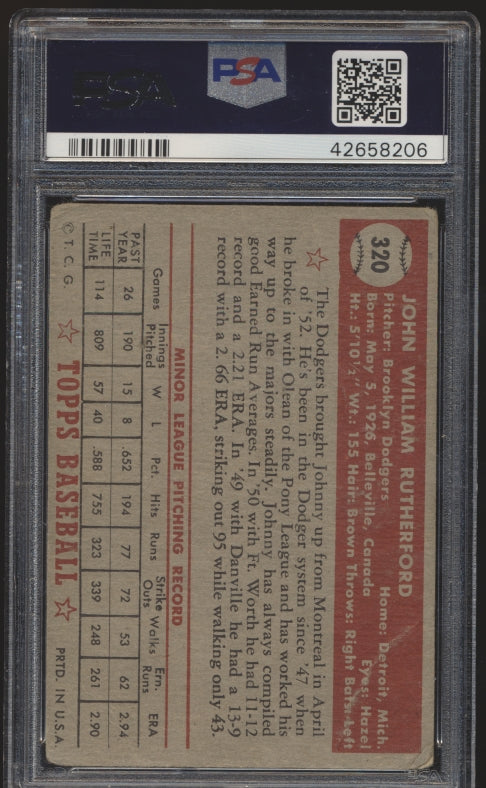 PSA
PSA
42658206
320
JOHN WILLIAM RUTHERFORD
Pitcher: Brooklyn Dodgers Home: Detroit, Mich.
Born: May 5, 1926, Belleville, Canada Eyes: Hazel
Ht.: 5'10½" Wt.: 155 Hair: Brown Throws: Right Bats: Left
The Dodgers brought Johnny up from Montreal in April
of '52. He's been in the Dodger system since '47 when
he broke in with Olean of the Pony League and has worked his
way up to the majors steadily. Johnny has always compiled
good Earned Run Averages. In '50 with Ft. Worth he had 11-12
record and a 2.21 ERA. In '49 with Danville he had a 13-9
record with a 2.66 ERA, striking out 95 while walking only 43.
MINOR LEAGUE PITCHING RECORD
Games Innings Pitched W L Pct. Hits Runs Strike Outs Walks Ern. Runs ERA
PAST YEAR 26 190 15 8 .652 194 77 72 53 62 2.94
LIFE TIME 114 809 57 40 .588 755 323 339 248 261 2.90
© T. C. G. TOPPS BASEBALL PRTD. IN U.S.A